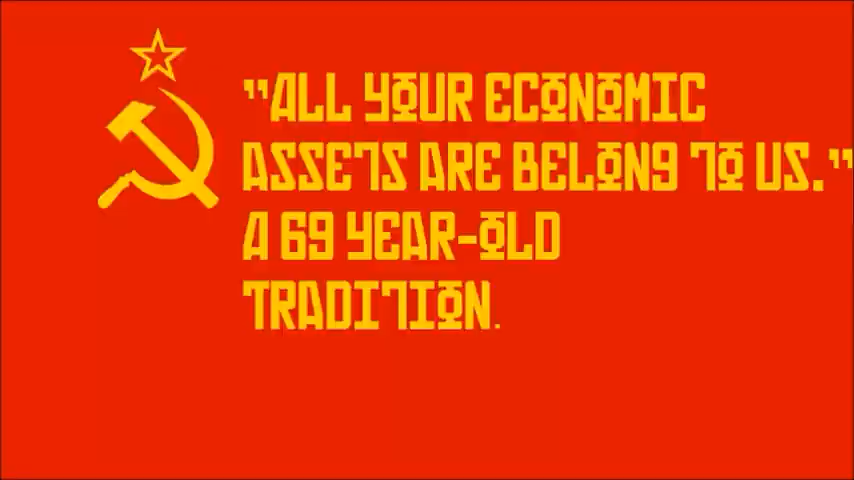 "ALL YOUR ECONOMIC
ASSETS ARE BELONG TO US."
A 69 YEAR-OLD
TRADITION.